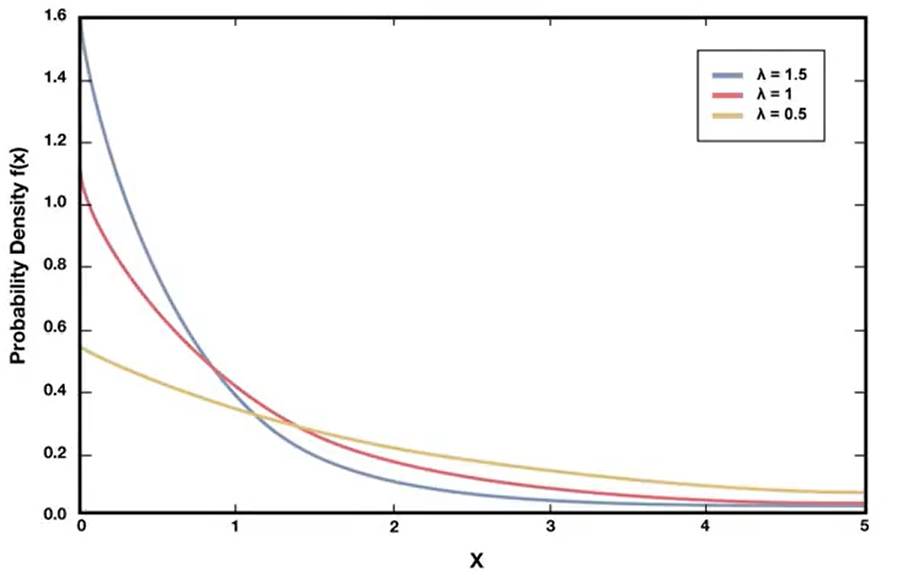 1.6
1.4
1.2
1.0
0.8
0.6
0.4
0.2
0.0
Probability Density f(x)
λ = 1.5
λ = 1
λ = 0.5
0 1 2 3 4 5
X